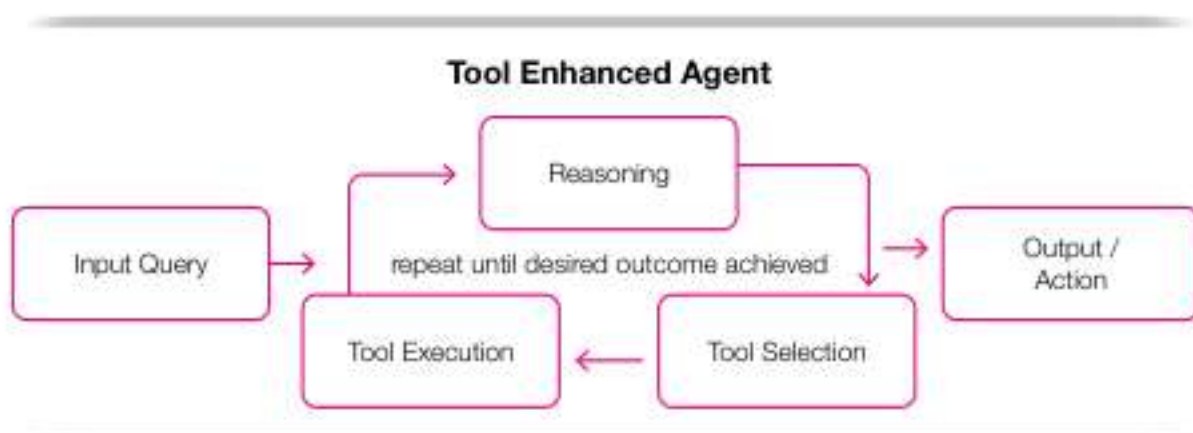 Tool Enhanced Agent
Reasoning
Input Query
repeat until desired outcome achieved
Output /
Action
Tool Execution
Tool Selection